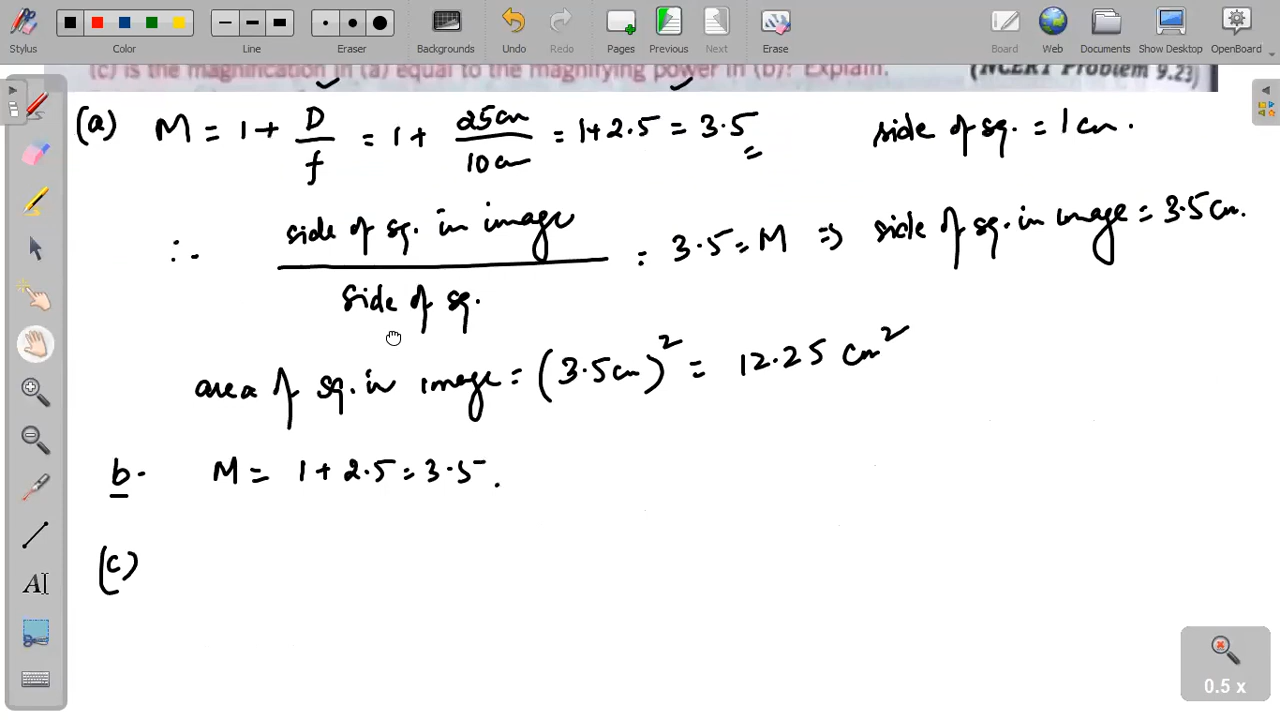 Stylus Color Line Eraser Backgrounds Undo Redo Pages Previous Next Erase Board Web Documents Show Desktop OpenBoard
(c) is the magnification in (a) equal to the magnifying power in (b)? Explain. (NCERT Problem 9.23)
(a) M = 1 + D/f = 1 + 25cm/10cm = 1+2.5 = 3.5 side of sq. = 1 cm.
∴ side of sq. in image / side of sq. = 3.5 = M ⇒ side of sq. in image = 3.5 cm.
area of sq. in image = (3.5cm)² = 12.25 cm²
b. M = 1 + 2.5 = 3.5.
(c)
0.5 x